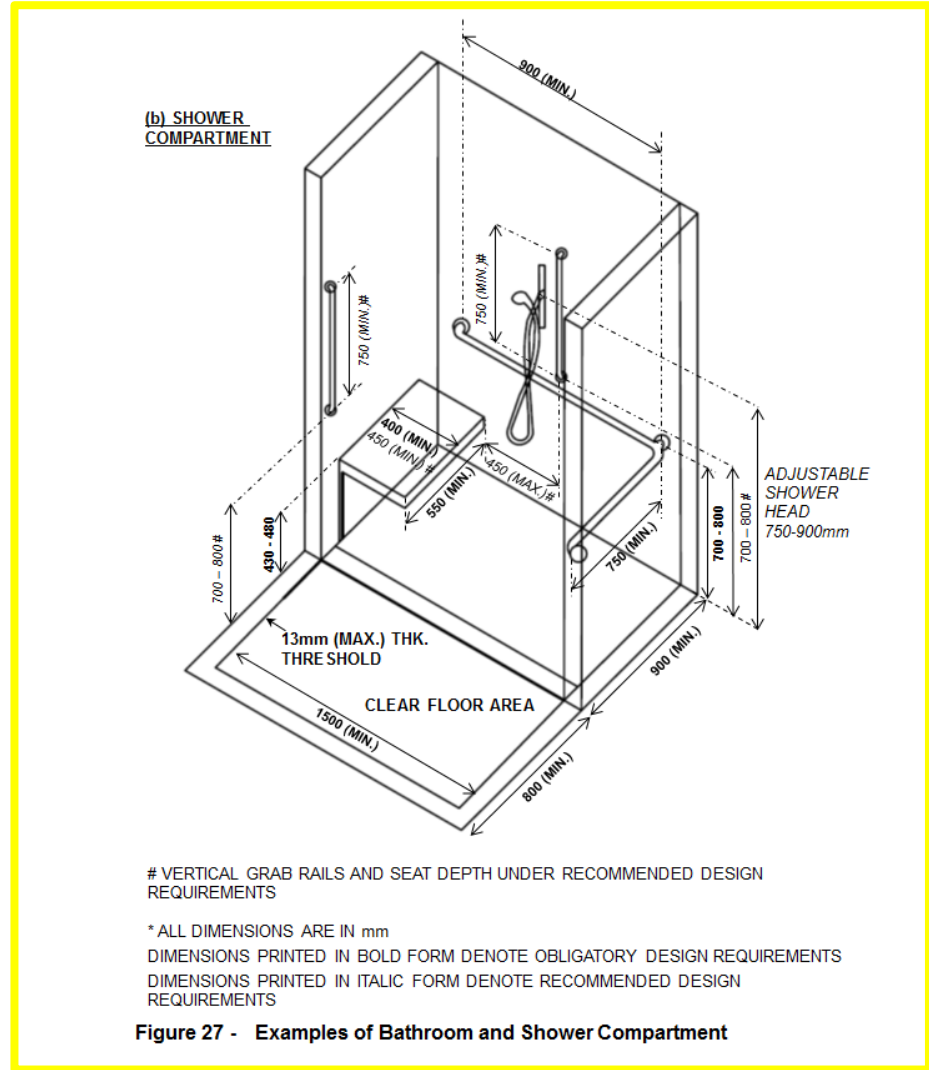 900 (MIN.)
(b) SHOWER
COMPARTMENT
750 (MIN.)#
750 (MIN.)#
400 (MIN.)
450 (MIN.) #
450 (MAX.)#
550 (MIN.)
ADJUSTABLE
SHOWER
HEAD
750-900mm
700 - 800
700 – 800 #
750 (MIN.)
430 - 480
700 – 800 #
900 (MIN.)
13mm (MAX.) THK.
THRESHOLD
CLEAR FLOOR AREA
1500 (MIN.)
800 (MIN.)
# VERTICAL GRAB RAILS AND SEAT DEPTH UNDER RECOMMENDED DESIGN
REQUIREMENTS
* ALL DIMENSIONS ARE IN mm
DIMENSIONS PRINTED IN BOLD FORM DENOTE OBLIGATORY DESIGN REQUIREMENTS
DIMENSIONS PRINTED IN ITALIC FORM DENOTE RECOMMENDED DESIGN
REQUIREMENTS
Figure 27 - Examples of Bathroom and Shower Compartment